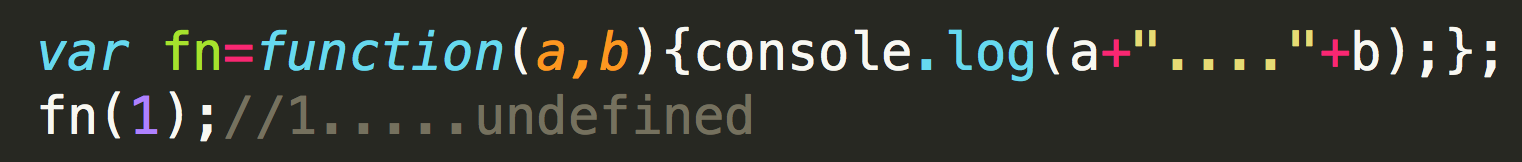 var fn=function(a,b){console.log(a+"...."+b);};
fn(1);//1.....undefined